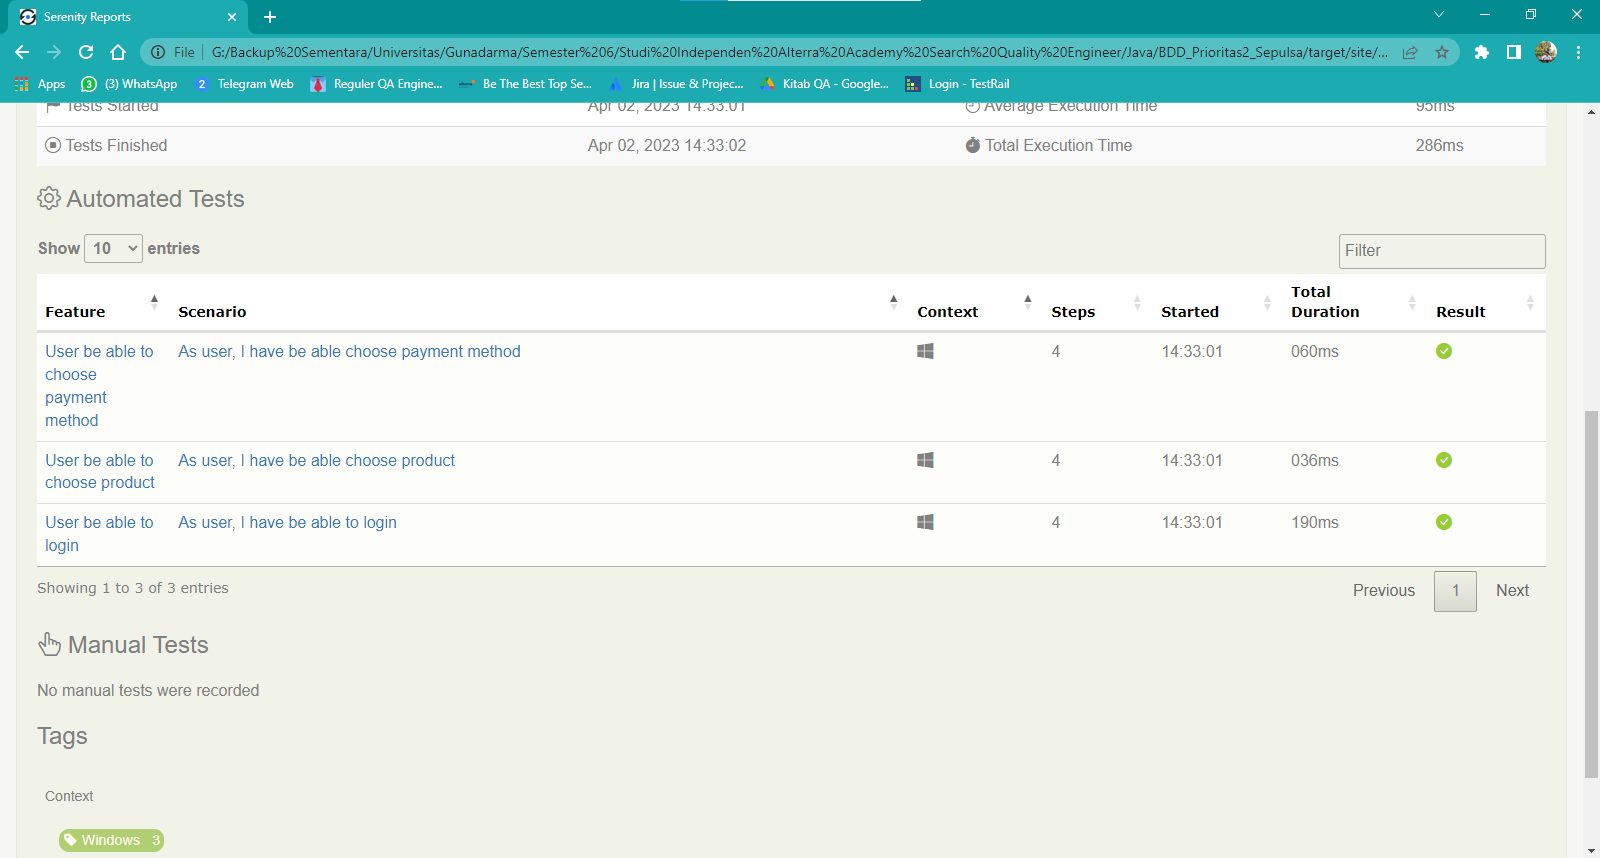 Serenity Reports
File G:/Backup%20Sementara/Universitas/Gunadarma/Semester%206/Studi%20Independen%20Alterra%20Academy%20Search%20Quality%20Engineer/Java/BDD_Prioritas2_Sepulsa/target/site/...
Apps (3) WhatsApp Telegram Web Reguler QA Engine... Be The Best Top Se... Jira | Issue & Projec... Kitab QA - Google... Login - TestRail
Tests Started Apr 02, 2023 14:33:01 Average Execution Time 95ms
Tests Finished Apr 02, 2023 14:33:02 Total Execution Time 286ms
Automated Tests
Show 10 entries Filter
Feature Scenario Context Steps Started Total Duration Result
User be able to choose payment method As user, I have be able choose payment method 4 14:33:01 060ms
User be able to choose product As user, I have be able choose product 4 14:33:01 036ms
User be able to login As user, I have be able to login 4 14:33:01 190ms
Showing 1 to 3 of 3 entries Previous 1 Next
Manual Tests
No manual tests were recorded
Tags
Context
Windows 3